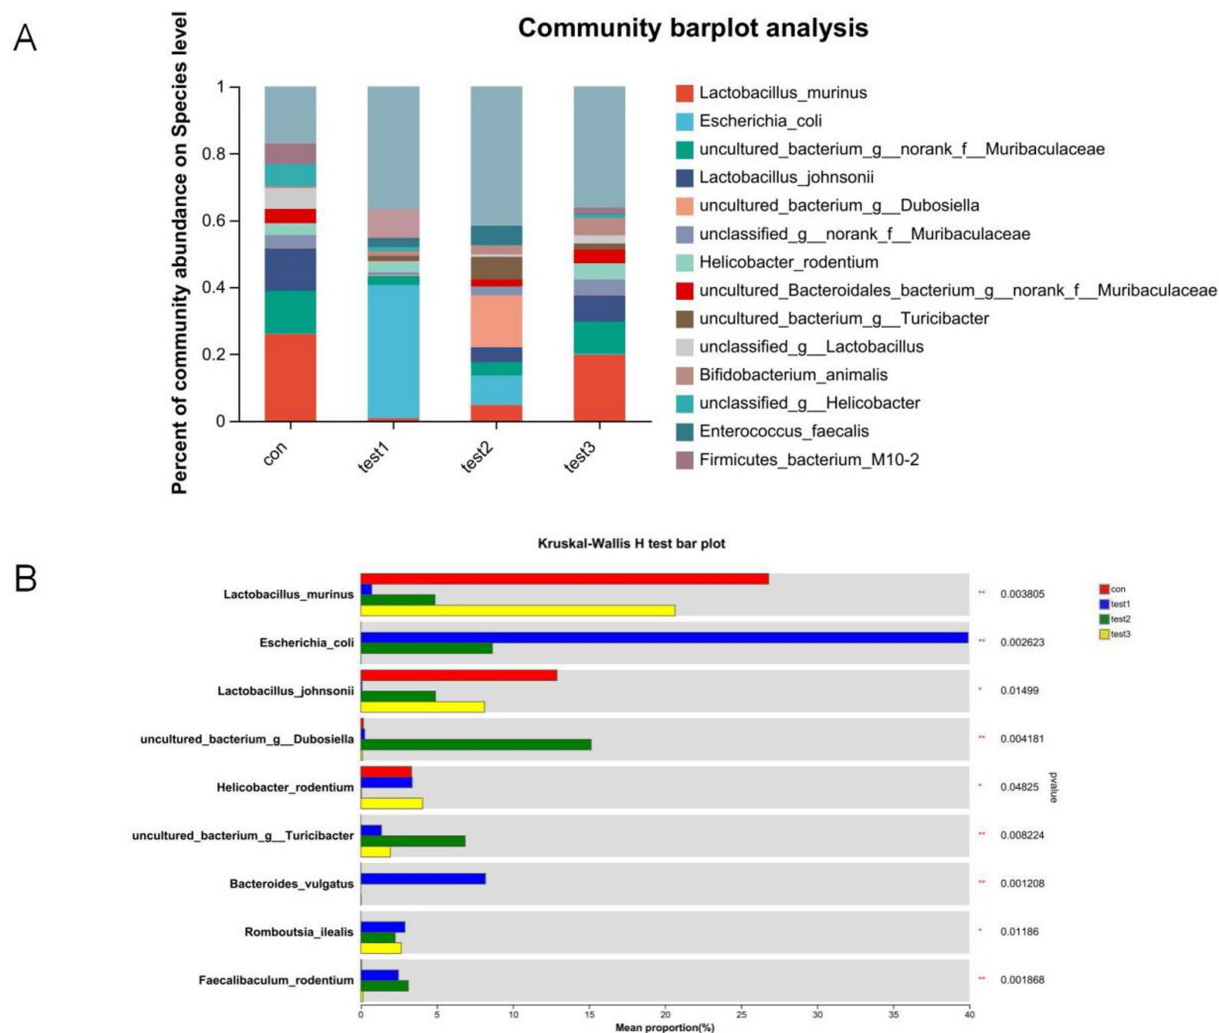 A
Community barplot analysis
Percent of community abundance on Species level
1
0.8
0.6
0.4
0.2
0
con
test1
test2
test3
Lactobacillus_murinus
Escherichia_coli
uncultured_bacterium_g__norank_f__Muribaculaceae
Lactobacillus_johnsonii
uncultured_bacterium_g__Dubosiella
unclassified_g__norank_f__Muribaculaceae
Helicobacter_rodentium
uncultured_Bacteroidales_bacterium_g__norank_f__Muribaculaceae
uncultured_bacterium_g__Turicibacter
unclassified_g__Lactobacillus
Bifidobacterium_animalis
unclassified_g__Helicobacter
Enterococcus_faecalis
Firmicutes_bacterium_M10-2
B
Kruskal-Wallis H test bar plot
Lactobacillus_murinus ** 0.003805
Escherichia_coli ** 0.002623
Lactobacillus_johnsonii * 0.01499
uncultured_bacterium_g__Dubosiella ** 0.004181
Helicobacter_rodentium * 0.04825
uncultured_bacterium_g__Turicibacter ** 0.008224
Bacteroides_vulgatus ** 0.001208
Romboutsia_ilealis * 0.01186
Faecalibaculum_rodentium ** 0.001868
pvalue
con
test1
test2
test3
0 5 10 15 20 25 30 35 40
Mean proportion(%)